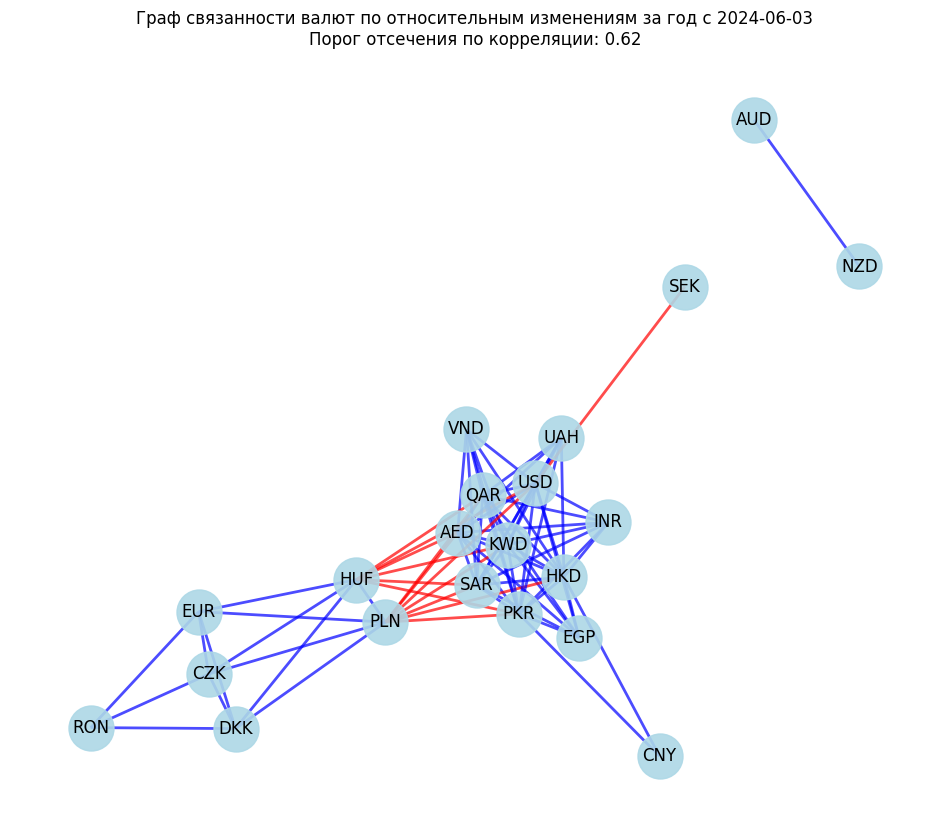 Граф связанности валют по относительным изменениям за год с 2024-06-03
Порог отсечения по корреляции: 0.62
AUD
NZD
SEK
VND
UAH
USD
QAR
INR
AED
KWD
HUF
SAR
HKD
EUR
PLN
PKR
EGP
CZK
RON
DKK
CNY